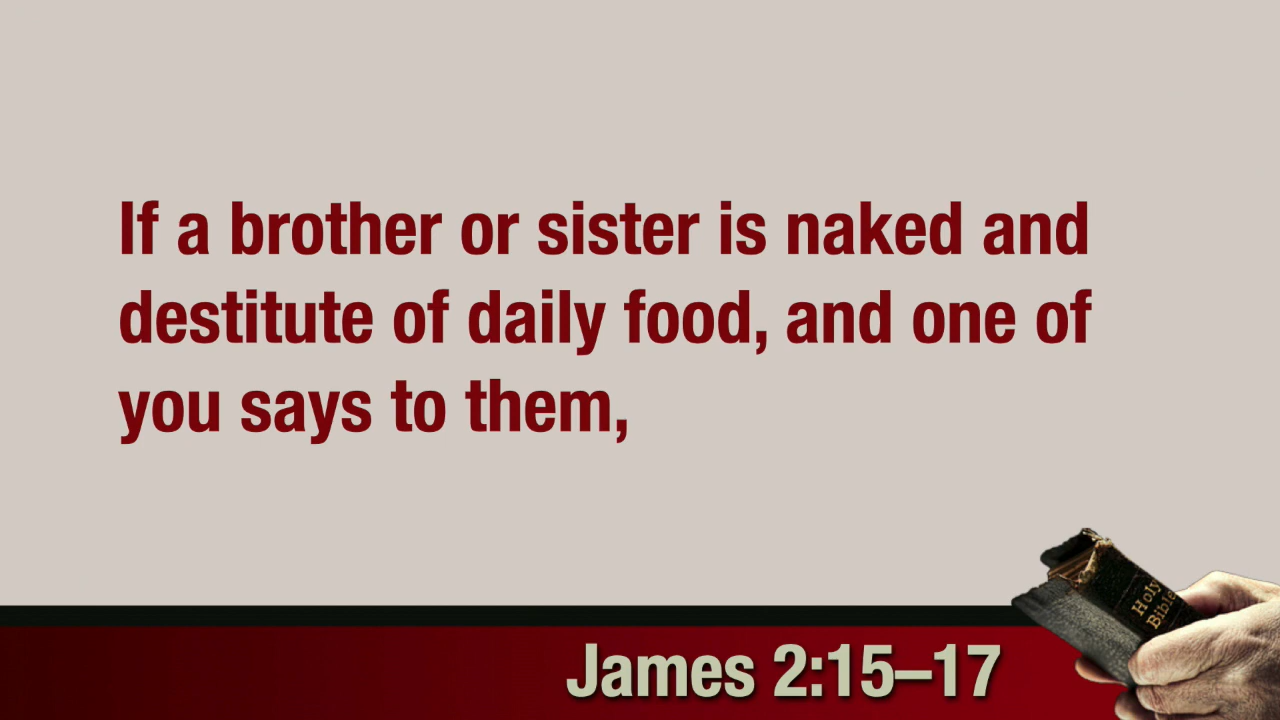 If a brother or sister is naked and
destitute of daily food, and one of
you says to them,
Holy
Bible
James 2:15–17